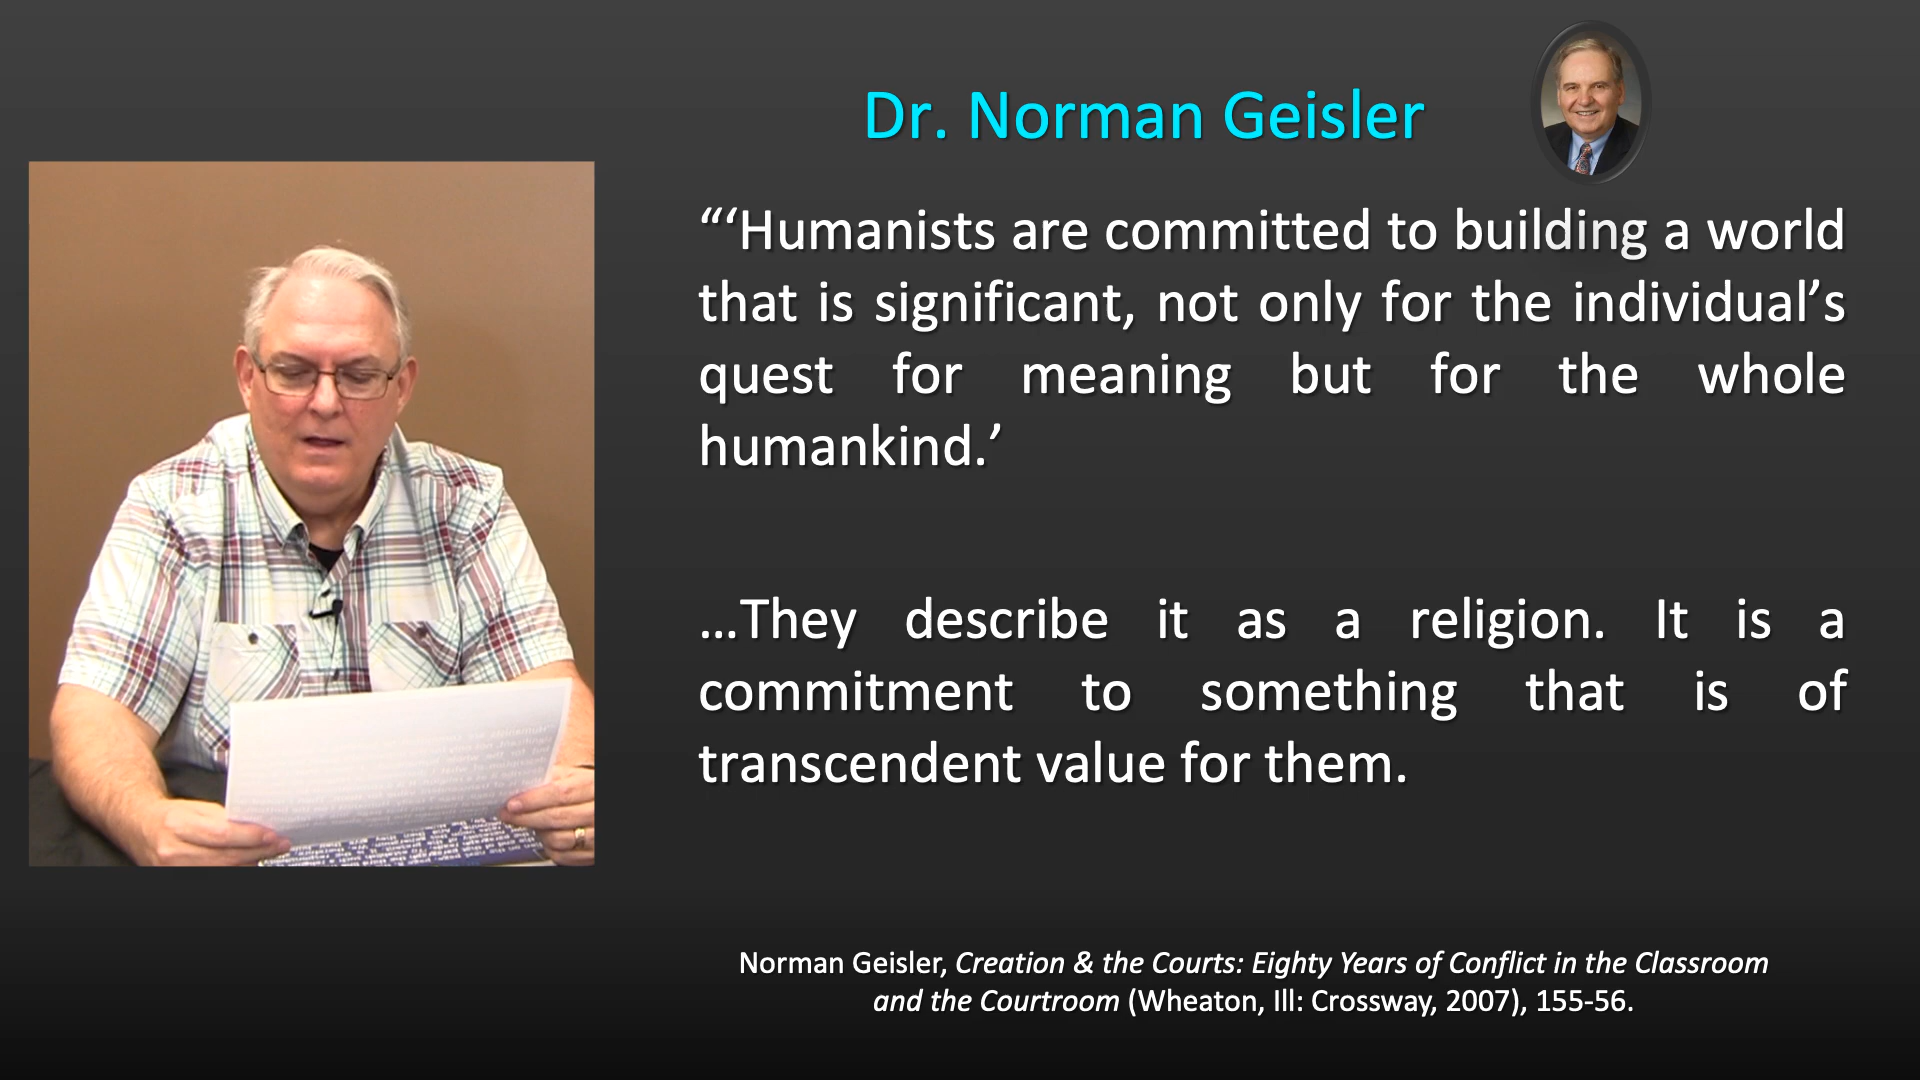 Dr. Norman Geisler
“‘Humanists are committed to building a world
that is significant, not only for the individual’s
quest for meaning but for the whole
humankind.’
…They describe it as a religion. It is a
commitment to something that is of
transcendent value for them.
Norman Geisler, Creation & the Courts: Eighty Years of Conflict in the Classroom
and the Courtroom (Wheaton, Ill: Crossway, 2007), 155-56.